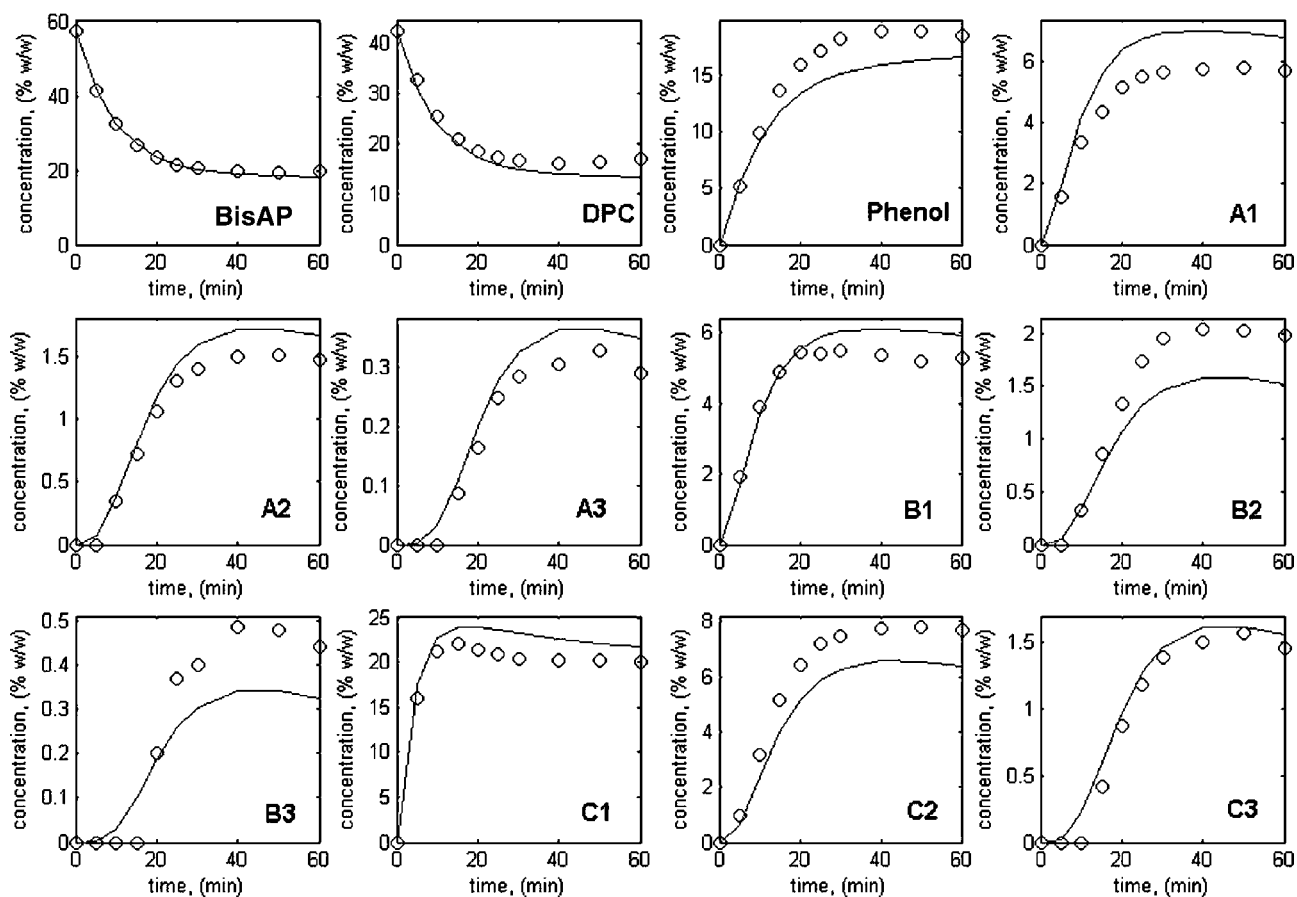 60
40
20
0
concentration, (% w/w)
BisAP
0 20 40 60
time, (min)
40
30
20
10
0
concentration, (% w/w)
DPC
0 20 40 60
time, (min)
15
10
5
0
concentration, (% w/w)
Phenol
0 20 40 60
time, (min)
6
4
2
0
concentration, (% w/w)
A1
0 20 40 60
time, (min)
1.5
1
0.5
0
concentration, (% w/w)
A2
0 20 40 60
time, (min)
0.3
0.2
0.1
0
concentration, (% w/w)
A3
0 20 40 60
time, (min)
6
4
2
0
concentration, (% w/w)
B1
0 20 40 60
time, (min)
2
1.5
1
0.5
0
concentration, (% w/w)
B2
0 20 40 60
time, (min)
0.5
0.4
0.3
0.2
0.1
0
concentration, (% w/w)
B3
0 20 40 60
time, (min)
25
20
15
10
5
0
concentration, (% w/w)
C1
0 20 40 60
time, (min)
8
6
4
2
0
concentration, (% w/w)
C2
0 20 40 60
time, (min)
1.5
1
0.5
0
concentration, (% w/w)
C3
0 20 40 60
time, (min)